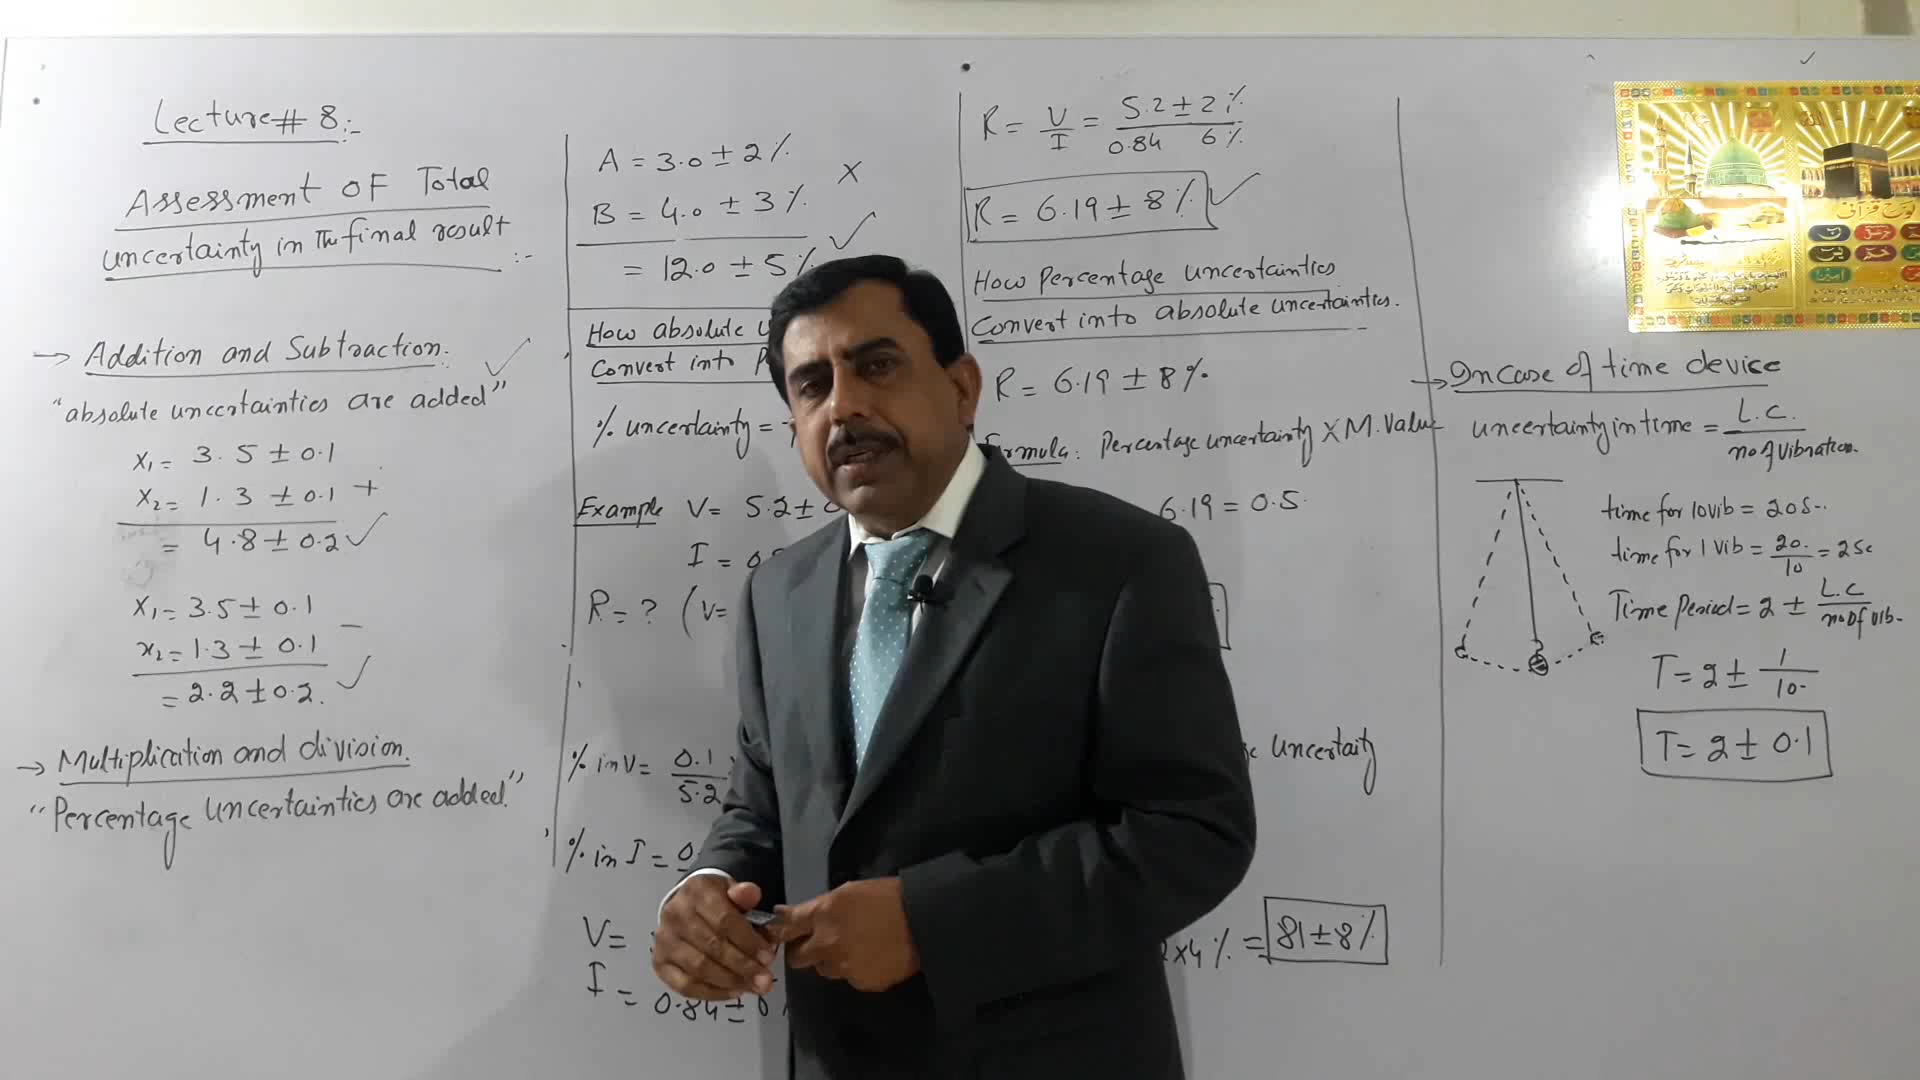 Lecture # 8:-
Assessment OF Total
uncertainty in the final result :-
→ Addition and Subtraction. ✓
"absolute uncertainties are added"
X₁ = 3.5 ± 0.1
X₂ = 1.3 ± 0.1 +
= 4.8 ± 0.2 ✓
X₁ = 3.5 ± 0.1
x₂ = 1.3 ± 0.1 −
= 2.2 ± 0.2. ✓
→ Multiplication and division.
"Percentage Uncertainties are added."
A = 3.0 ± 2%
B = 4.0 ± 3% X
= 12.0 ± 5% ✓
How absolute
Convert into
% uncertainty =
Example V = 5.2 ±
I = 0.
R = ? (V=
% in V = 0.1
5.2
% in I = 0.
V =
I = 0.84 ±
R = V/I = 5.2 ± 2% / 0.84 6%
R = 6.19 ± 8% ✓
How Percentage uncertainties
Convert into absolute uncertainties.
R = 6.19 ± 8%
Percentage uncertainty X M. Value
6.19 = 0.5
Uncertainty
x4% = 81 ± 8%
→ In case of time device
uncertainty in time = L.C. / no of vibration.
time for 10 vib = 20 S..
time for 1 Vib = 20./10 = 2 Sc
Time Period = 2 ± L.C / no of vib.
T = 2 ± 1/10.
T = 2 ± 0.1
لوح قرآنی